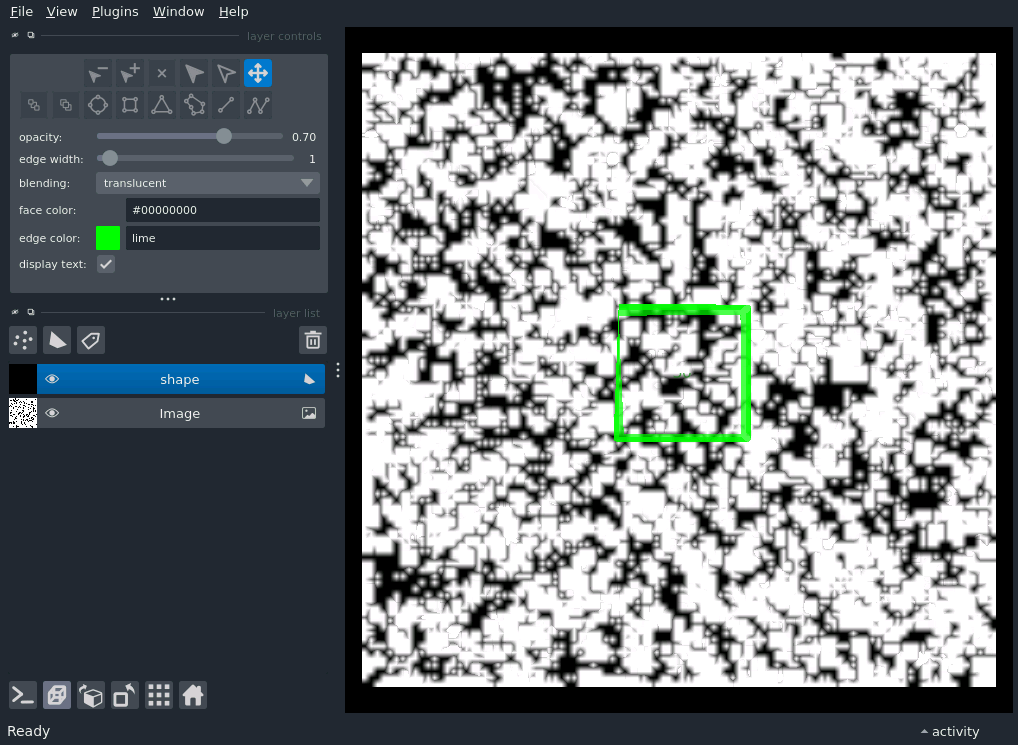 File View Plugins Window Help
layer controls
opacity: 0.70
edge width: 1
blending: translucent
face color: #00000000
edge color: lime
display text:
layer list
shape
Image
Ready activity